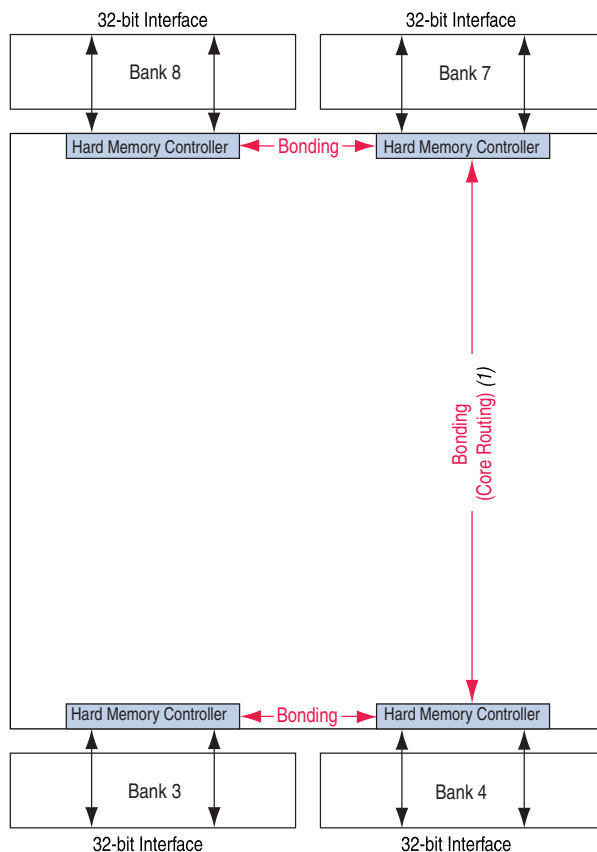 32-bit Interface
32-bit Interface
Bank 8
Bank 7
Hard Memory Controller
Bonding
Hard Memory Controller
Bonding
(Core Routing) (1)
Hard Memory Controller
Bonding
Hard Memory Controller
Bank 3
Bank 4
32-bit Interface
32-bit Interface